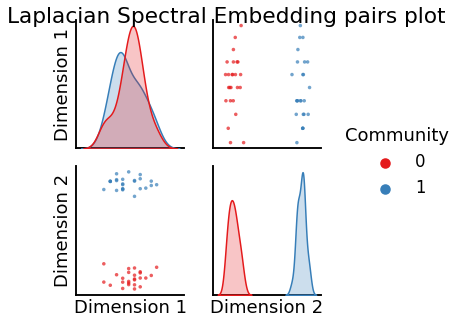 Laplacian Spectral Embedding pairs plot
Dimension 1
Community
0
1
Dimension 2
Dimension 1
Dimension 2